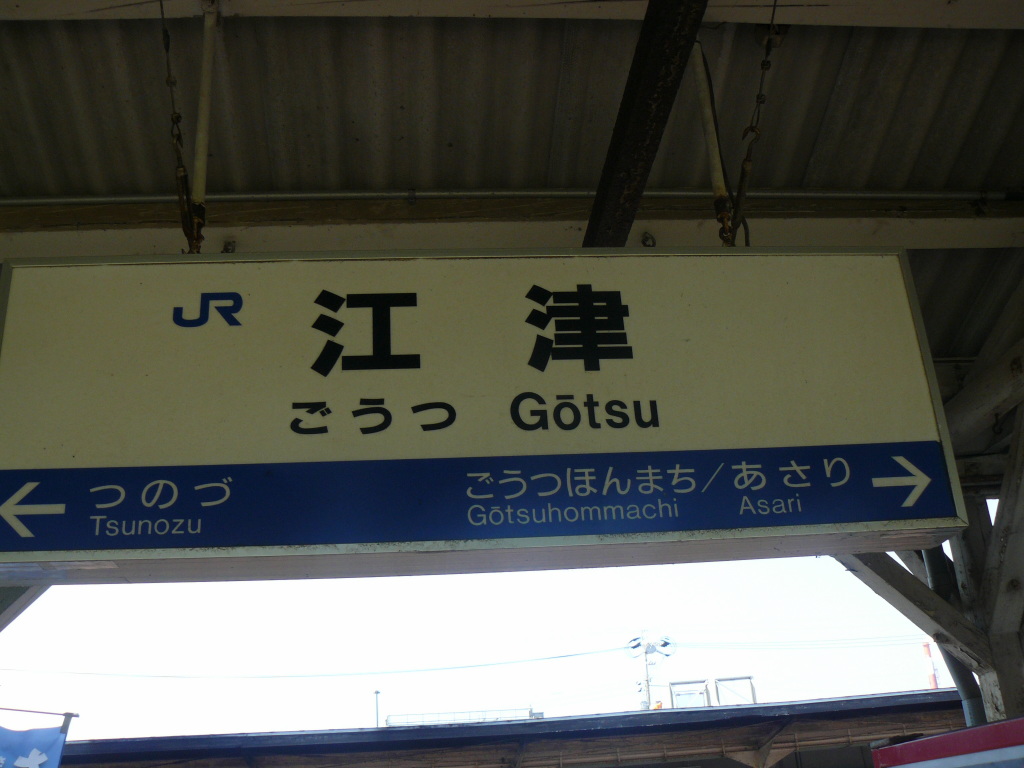 JR 江津
ごうつ Gōtsu
つのづ ごうつほんまち/あさり
Tsunozu Gōtsuhommachi Asari